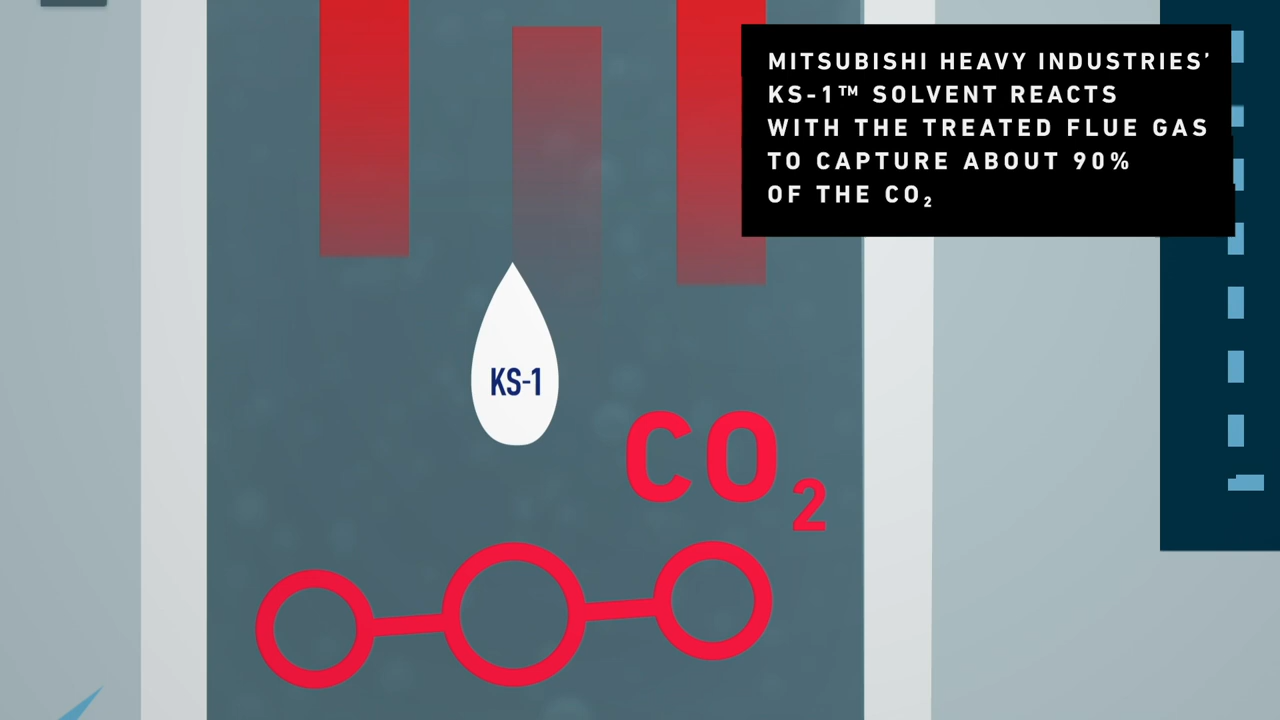 MITSUBISHI HEAVY INDUSTRIES’
KS-1™ SOLVENT REACTS
WITH THE TREATED FLUE GAS
TO CAPTURE ABOUT 90%
OF THE CO₂
KS-1
CO₂